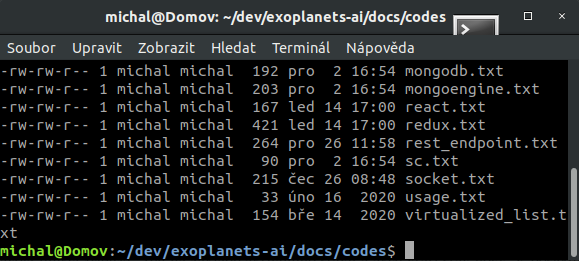 michal@Domov: ~/dev/exoplanets-ai/docs/codes
Soubor Upravit Zobrazit Hledat Terminál Nápověda
-rw-rw-r-- 1 michal michal  192 pro  2 16:54 mongodb.txt
-rw-rw-r-- 1 michal michal  203 pro  2 16:54 mongoengine.txt
-rw-rw-r-- 1 michal michal  167 led 14 17:00 react.txt
-rw-rw-r-- 1 michal michal  421 led 14 17:00 redux.txt
-rw-rw-r-- 1 michal michal  264 pro 26 11:58 rest_endpoint.txt
-rw-rw-r-- 1 michal michal   90 pro  2 16:54 sc.txt
-rw-rw-r-- 1 michal michal  215 čec 26 08:48 socket.txt
-rw-rw-r-- 1 michal michal   33 úno 16  2020 usage.txt
-rw-rw-r-- 1 michal michal  154 bře 14  2020 virtualized_list.t
xt
michal@Domov:~/dev/exoplanets-ai/docs/codes$